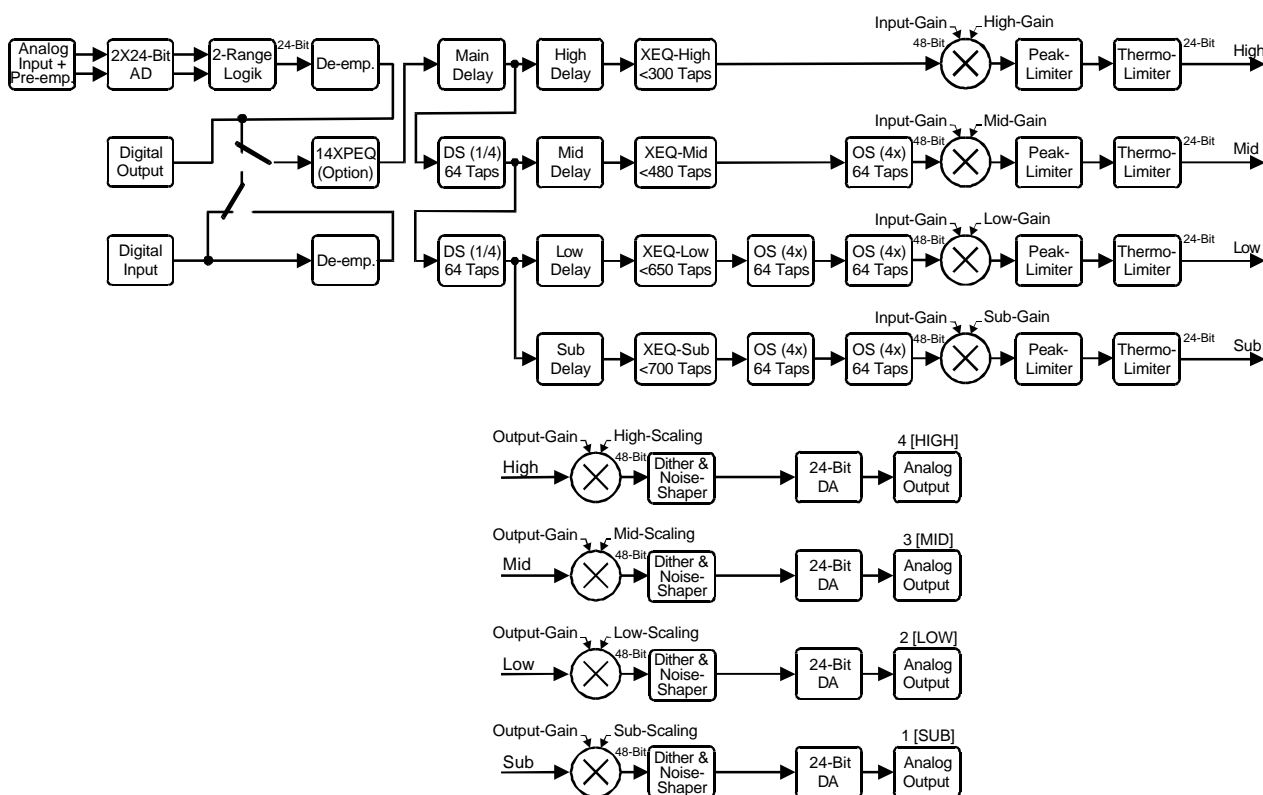 Analog
Input +
Pre-emp.
2X24-Bit
AD
2-Range
Logik
24-Bit
De-emp.
Main
Delay
High
Delay
XEQ-High
<300 Taps
Input-Gain
High-Gain
48-Bit
Peak-
Limiter
Thermo-
Limiter
24-Bit
High
Digital
Output
14XPEQ
(Option)
DS (1/4)
64 Taps
Mid
Delay
XEQ-Mid
<480 Taps
OS (4x)
64 Taps
Input-Gain
Mid-Gain
48-Bit
Peak-
Limiter
Thermo-
Limiter
24-Bit
Mid
Digital
Input
De-emp.
DS (1/4)
64 Taps
Low
Delay
XEQ-Low
<650 Taps
OS (4x)
64 Taps
OS (4x)
64 Taps
Input-Gain
Low-Gain
48-Bit
Peak-
Limiter
Thermo-
Limiter
24-Bit
Low
Sub
Delay
XEQ-Sub
<700 Taps
OS (4x)
64 Taps
OS (4x)
64 Taps
Input-Gain
Sub-Gain
48-Bit
Peak-
Limiter
Thermo-
Limiter
24-Bit
Sub
Output-Gain
High-Scaling
High
48-Bit
Dither &
Noise-
Shaper
24-Bit
DA
4 [HIGH]
Analog
Output
Output-Gain
Mid-Scaling
Mid
48-Bit
Dither &
Noise-
Shaper
24-Bit
DA
3 [MID]
Analog
Output
Output-Gain
Low-Scaling
Low
48-Bit
Dither &
Noise-
Shaper
24-Bit
DA
2 [LOW]
Analog
Output
Output-Gain
Sub-Scaling
Sub
48-Bit
Dither &
Noise-
Shaper
24-Bit
DA
1 [SUB]
Analog
Output